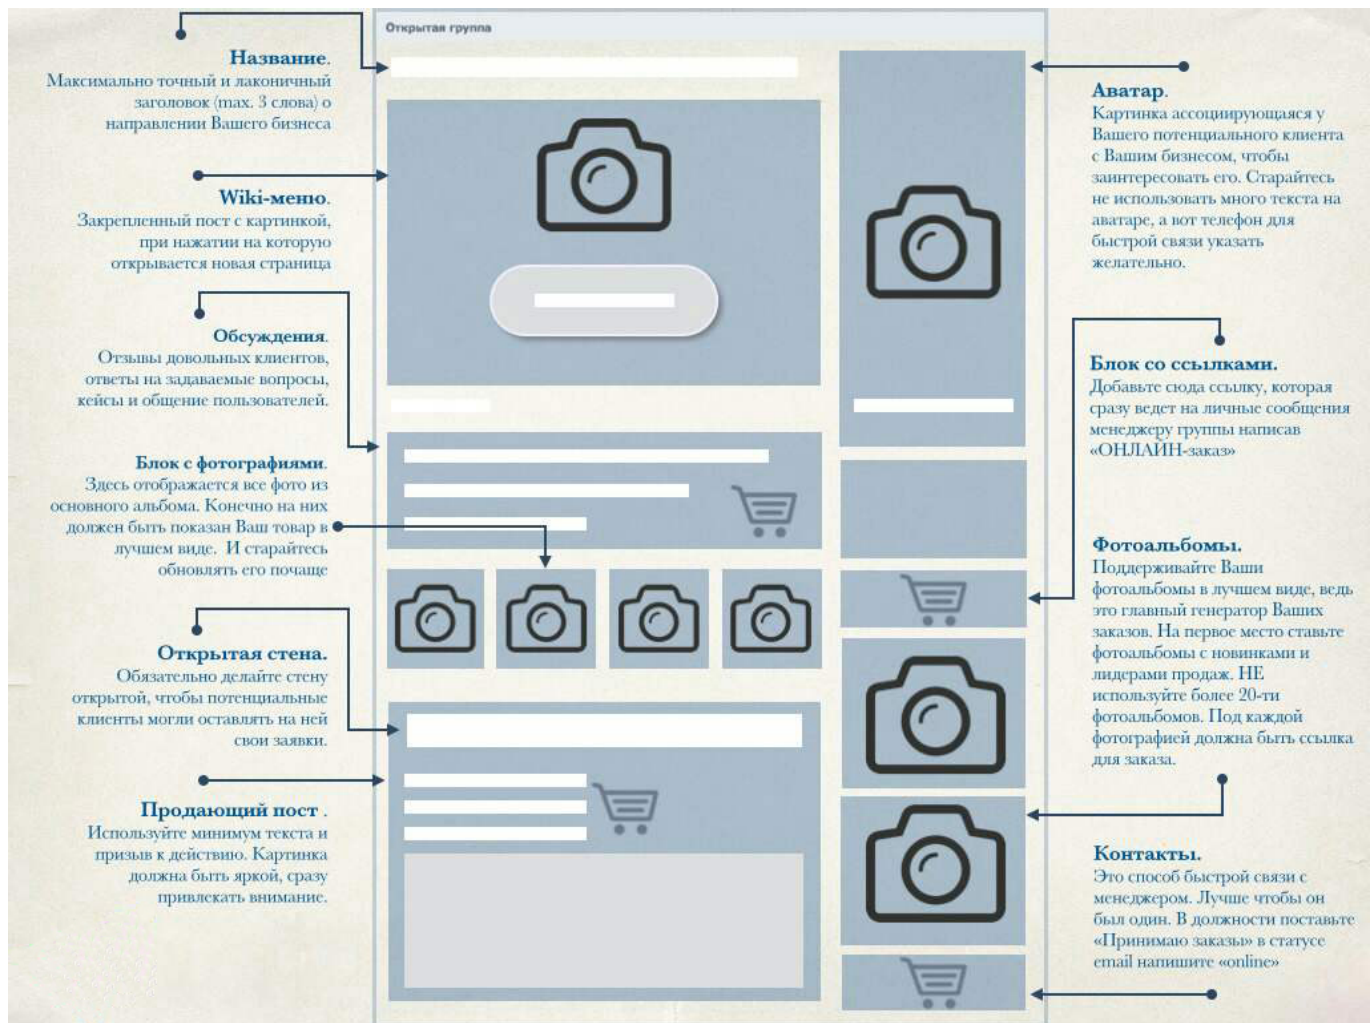 Открытая группа
Название.
Максимально точный и лаконичный
заголовок (max. 3 слова) о
направлении Вашего бизнеса
Wiki-меню.
Закрепленный пост с картинкой,
при нажатии на которую
открывается новая страница
Обсуждения.
Отзывы довольных клиентов,
ответы на задаваемые вопросы,
кейсы и общение пользователей.
Блок с фотографиями.
Здесь отображается все фото из
основного альбома. Конечно на них
должен быть показан Ваш товар в
лучшем виде. И старайтесь
обновлять его почаще
Открытая стена.
Обязательно делайте стену
открытой, чтобы потенциальные
клиенты могли оставлять на ней
свои заявки.
Продающий пост .
Используйте минимум текста и
призыв к действию. Картинка
должна быть яркой, сразу
привлекать внимание.
Аватар.
Картинка ассоциирующаяся у
Вашего потенциального клиента
с Вашим бизнесом, чтобы
заинтересовать его. Старайтесь
не использовать много текста на
аватаре, а вот телефон для
быстрой связи указать
желательно.
Блок со ссылками.
Добавьте сюда ссылку, которая
сразу ведет на личные сообщения
менеджеру группы написав
«ОНЛАЙН-заказ»
Фотоальбомы.
Поддерживайте Ваши
фотоальбомы в лучшем виде, ведь
это главный генератор Ваших
заказов. На первое место ставьте
фотоальбомы с новинками и
лидерами продаж. НЕ
используйте более 20-ти
фотоальбомов. Под каждой
фотографией должна быть ссылка
для заказа.
Контакты.
Это способ быстрой связи с
менеджером. Лучше чтобы он
был один. В должности поставьте
«Принимаю заказы» в статусе
email напишите «online»